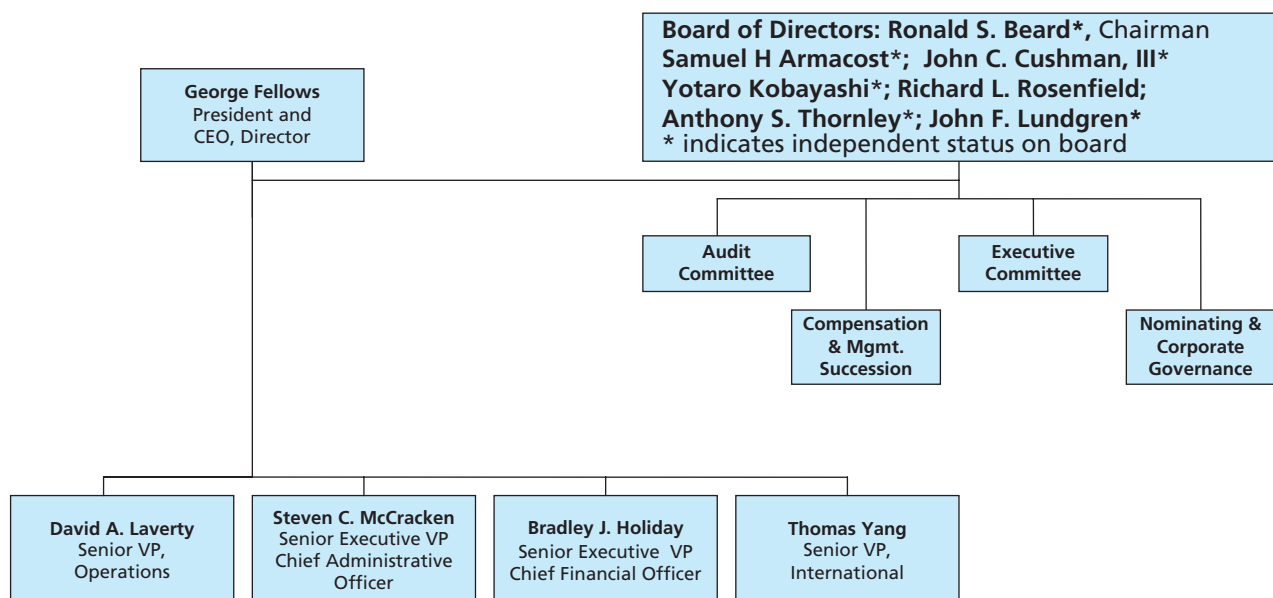 George Fellows
President and
CEO, Director
Board of Directors: Ronald S. Beard*, Chairman
Samuel H Armacost*; John C. Cushman, III*
Yotaro Kobayashi*; Richard L. Rosenfield;
Anthony S. Thornley*; John F. Lundgren*
* indicates independent status on board
Audit
Committee
Executive
Committee
Compensation
& Mgmt.
Succession
Nominating &
Corporate
Governance
David A. Laverty
Senior VP,
Operations
Steven C. McCracken
Senior Executive VP
Chief Administrative
Officer
Bradley J. Holiday
Senior Executive VP
Chief Financial Officer
Thomas Yang
Senior VP,
International